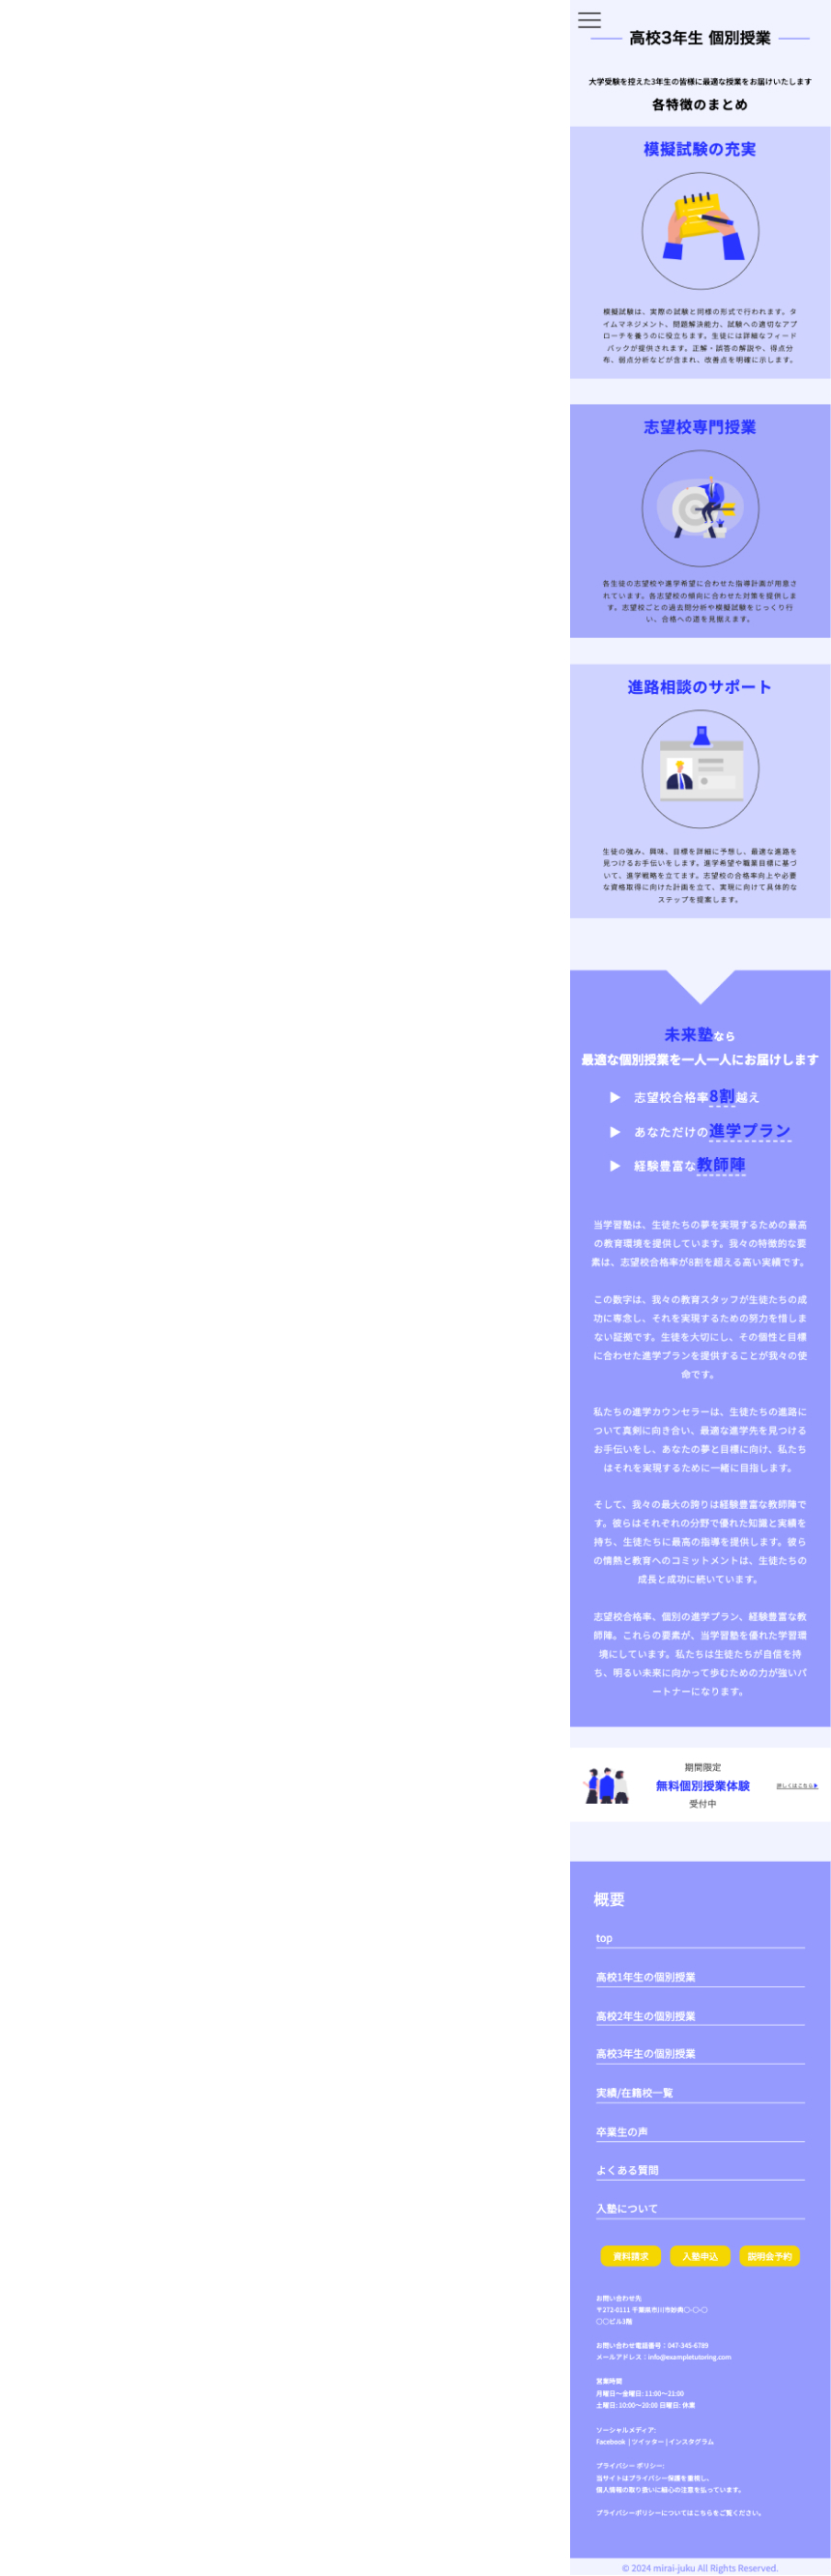 高校3年生 個別授業
大学受験を控えた3年生の皆様に最適な授業をお届けいたします
各特徴のまとめ
模擬試験の充実
模擬試験は、実際の試験と同様の形式で行われます。タ
イムマネジメント、問題解決能力、試験への適切なアプ
ローチを養うのに役立ちます。生徒には詳細なフィード
バックが提供されます。正解・誤答の解説や、得点分
布、弱点分析などが含まれ、改善点を明確に示します。
志望校専門授業
各生徒の志望校や進学希望に合わせた指導計画が用意さ
れています。各志望校の傾向に合わせた対策を提供しま
す。志望校ごとの過去問分析や模擬試験をじっくり行
い、合格への道を見据えます。
進路相談のサポート
生徒の強み、興味、目標を詳細に予想し、最適な進路を
見つけるお手伝いをします。進学希望や職業目標に基づ
いて、進学戦略を立てます。志望校の合格率向上や必要
な資格取得に向けた計画を立て、実現に向けて具体的な
ステップを提案します。
未来塾なら
最適な個別授業を一人一人にお届けします
▶ 志望校合格率8割越え
▶ あなただけの進学プラン
▶ 経験豊富な教師陣
当学習塾は、生徒たちの夢を実現するための最高
の教育環境を提供しています。我々の特徴的な要
素は、志望校合格率が8割を超える高い実績です。
この数字は、我々の教育スタッフが生徒たちの成
功に専念し、それを実現するための努力を惜しま
ない証拠です。生徒を大切にし、その個性と目標
に合わせた進学プランを提供することが我々の使
命です。
私たちの進学カウンセラーは、生徒たちの進路に
ついて真剣に向き合い、最適な進学先を見つける
お手伝いをし、あなたの夢と目標に向け、私たち
はそれを実現するために一緒に目指します。
そして、我々の最大の誇りは経験豊富な教師陣で
す。彼らはそれぞれの分野で優れた知識と実績を
持ち、生徒たちに最高の指導を提供します。彼ら
の情熱と教育へのコミットメントは、生徒たちの
成長と成功に続いています。
志望校合格率、個別の進学プラン、経験豊富な教
師陣。これらの要素が、当学習塾を優れた学習環
境にしています。私たちは生徒たちが自信を持
ち、明るい未来に向かって歩むための力が強いパ
ートナーになります。
期間限定
無料個別授業体験
受付中
詳しくはこちら▶
概要
top
高校1年生の個別授業
高校2年生の個別授業
高校3年生の個別授業
実績/在籍校一覧
卒業生の声
よくある質問
入塾について
資料請求 入塾申込 説明会予約
お問い合わせ先
〒272-0111 千葉県市川市妙典〇-〇-〇
〇〇ビル3階
お問い合わせ電話番号：047-345-6789
メールアドレス：info@exampletutoring.com
営業時間
月曜日〜金曜日: 11:00〜21:00
土曜日: 10:00〜20:00 日曜日: 休業
ソーシャルメディア:
Facebook | ツイッター | インスタグラム
プライバシー ポリシー:
当サイトはプライバシー保護を重視し、
個人情報の取り扱いに細心の注意を払っています。
プライバシーポリシーについてはこちらをご覧ください。
© 2024 mirai-juku All Rights Reserved.